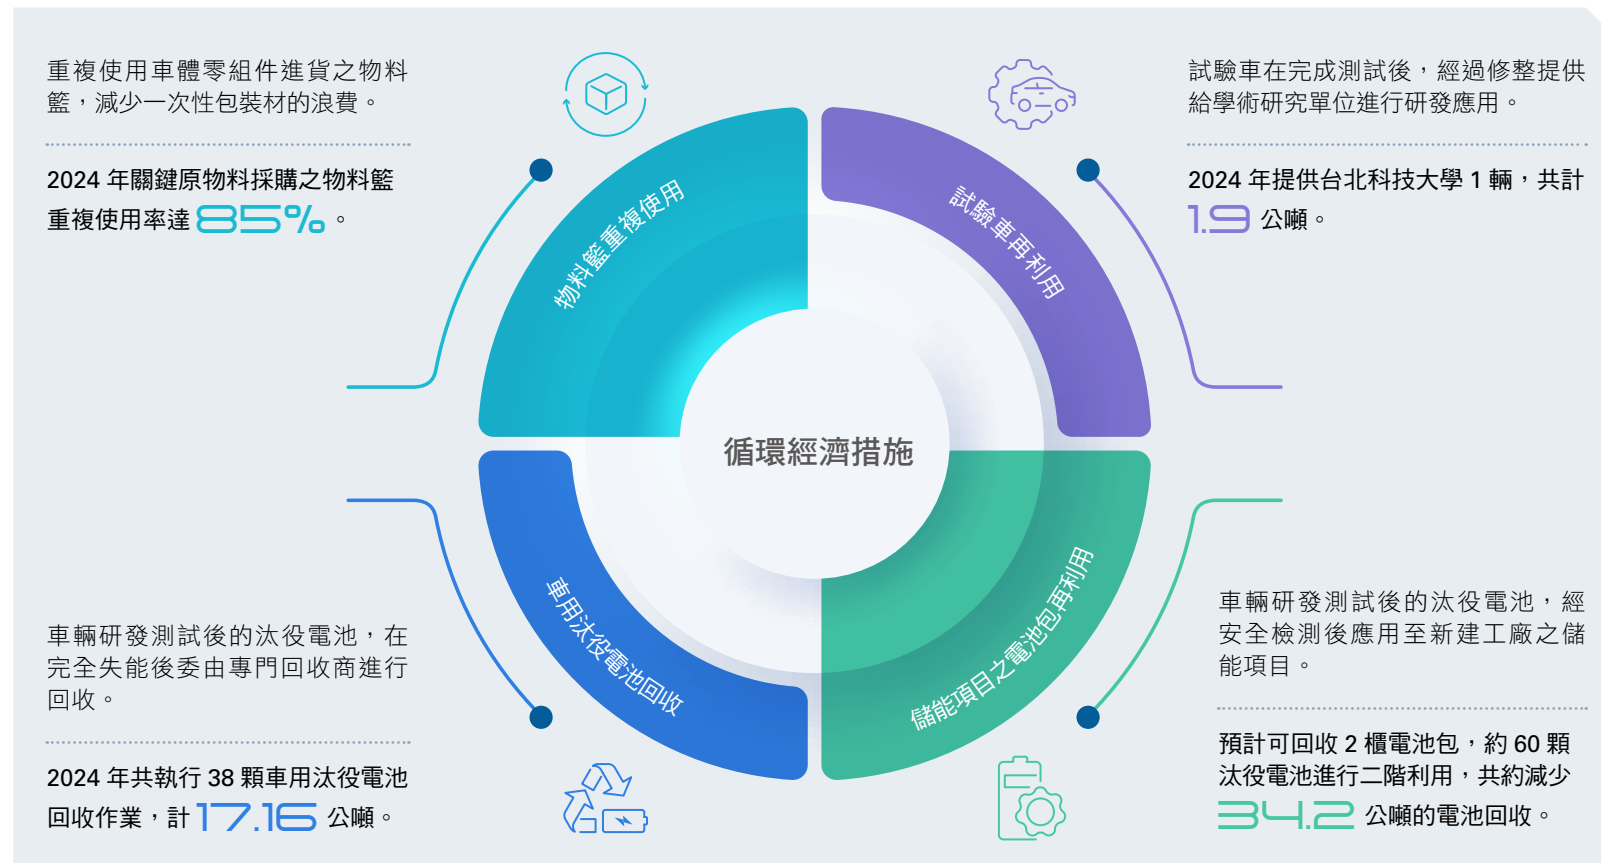 重複使用車體零組件進貨之物料
籃，減少一次性包裝材的浪費。
2024 年關鍵原物料採購之物料籃
重複使用率達 85% 。
試驗車在完成測試後，經過修整提供
給學術研究單位進行研發應用。
2024 年提供台北科技大學 1 輛，共計
1.9 公噸。
物料籃重複使用
試驗車再利用
循環經濟措施
車用汰役電池回收
儲能項目之電池包再利用
車輛研發測試後的汰役電池，在
完全失能後委由專門回收商進行
回收。
2024 年共執行 38 顆車用汰役電池
回收作業，計 17.16 公噸。
車輛研發測試後的汰役電池，經
安全檢測後應用至新建工廠之儲
能項目。
預計可回收 2 櫃電池包，約 60 顆
汰役電池進行二階利用，共約減少
34.2 公噸的電池回收。